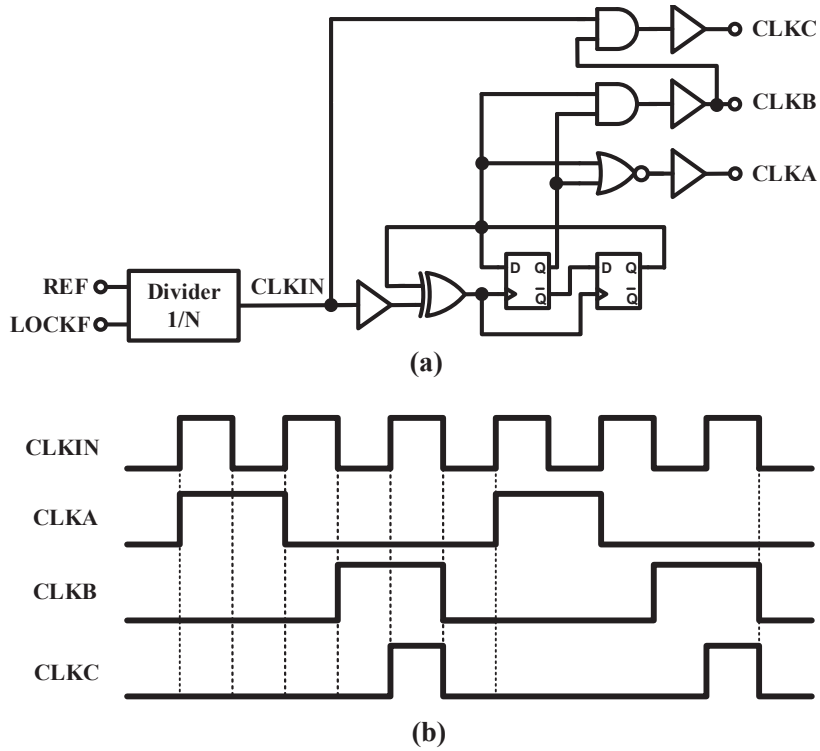 CLKC
CLKB
CLKA
REF
LOCKF
Divider
1/N
CLKIN
D Q
Q̅
D Q
Q̅
(a)
CLKIN
CLKA
CLKB
CLKC
(b)